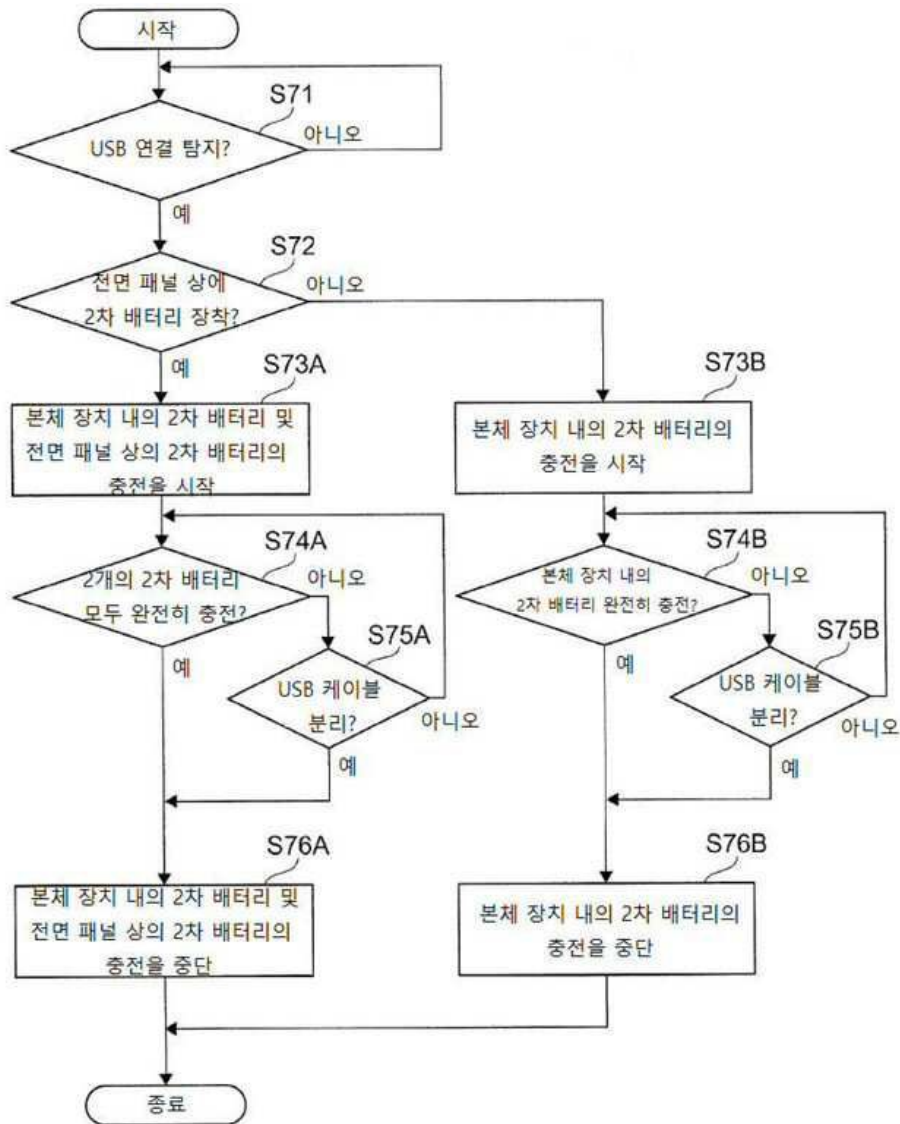 시작
S71
USB 연결 탐지?
아니오
예
S72
전면 패널 상에
2차 배터리 장착?
아니오
예
S73A
본체 장치 내의 2차 배터리 및
전면 패널 상의 2차 배터리의
충전을 시작
S73B
본체 장치 내의 2차 배터리의
충전을 시작
S74A
2개의 2차 배터리
모두 완전히 충전?
아니오
예
S75A
USB 케이블
분리?
아니오
예
S74B
본체 장치 내의
2차 배터리 완전히 충전?
아니오
예
S75B
USB 케이블
분리?
아니오
예
S76A
본체 장치 내의 2차 배터리 및
전면 패널 상의 2차 배터리의
충전을 중단
S76B
본체 장치 내의 2차 배터리의
충전을 중단
종료